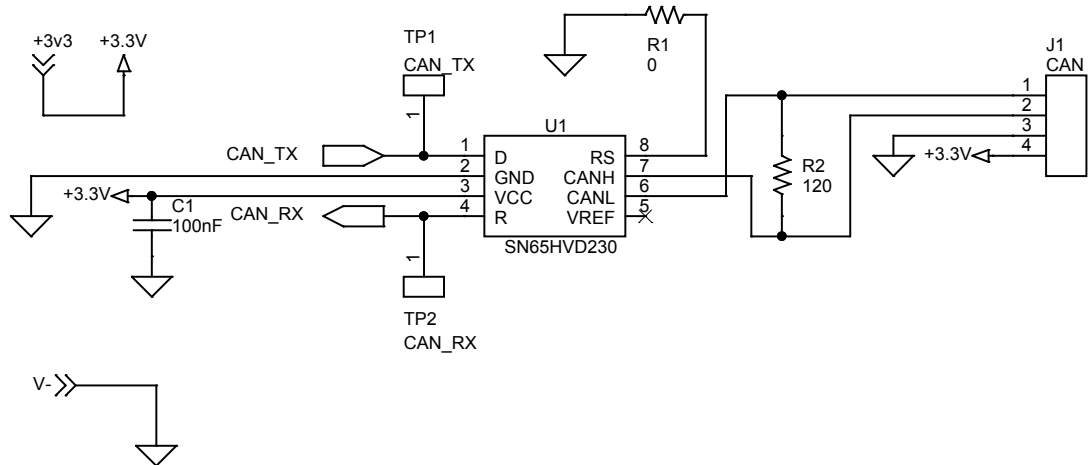 +3v3
+3.3V
TP1
CAN_TX
1
R1
0
J1
CAN
1
2
3
4
+3.3V
R2
120
U1
CAN_TX
1
D
RS
8
2
GND
CANH
7
+3.3V
3
VCC
CANL
6
CAN_RX
4
R
VREF
5
SN65HVD230
C1
100nF
1
TP2
CAN_RX
V-